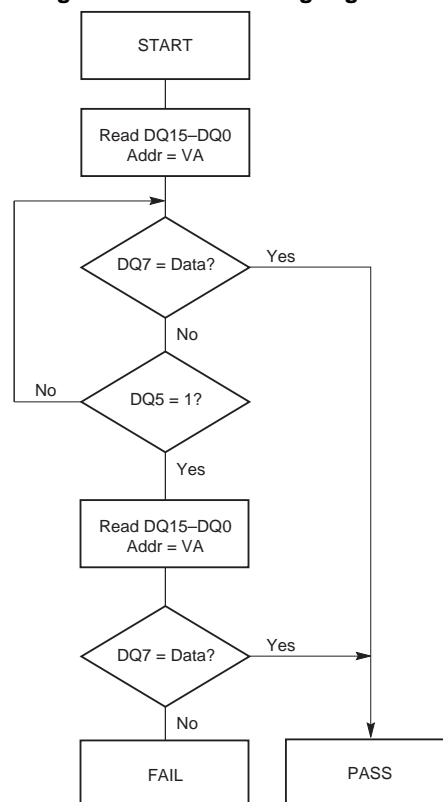 START
Read DQ15–DQ0
Addr = VA
DQ7 = Data?
Yes
No
No
DQ5 = 1?
Yes
Read DQ15–DQ0
Addr = VA
DQ7 = Data?
Yes
No
FAIL
PASS